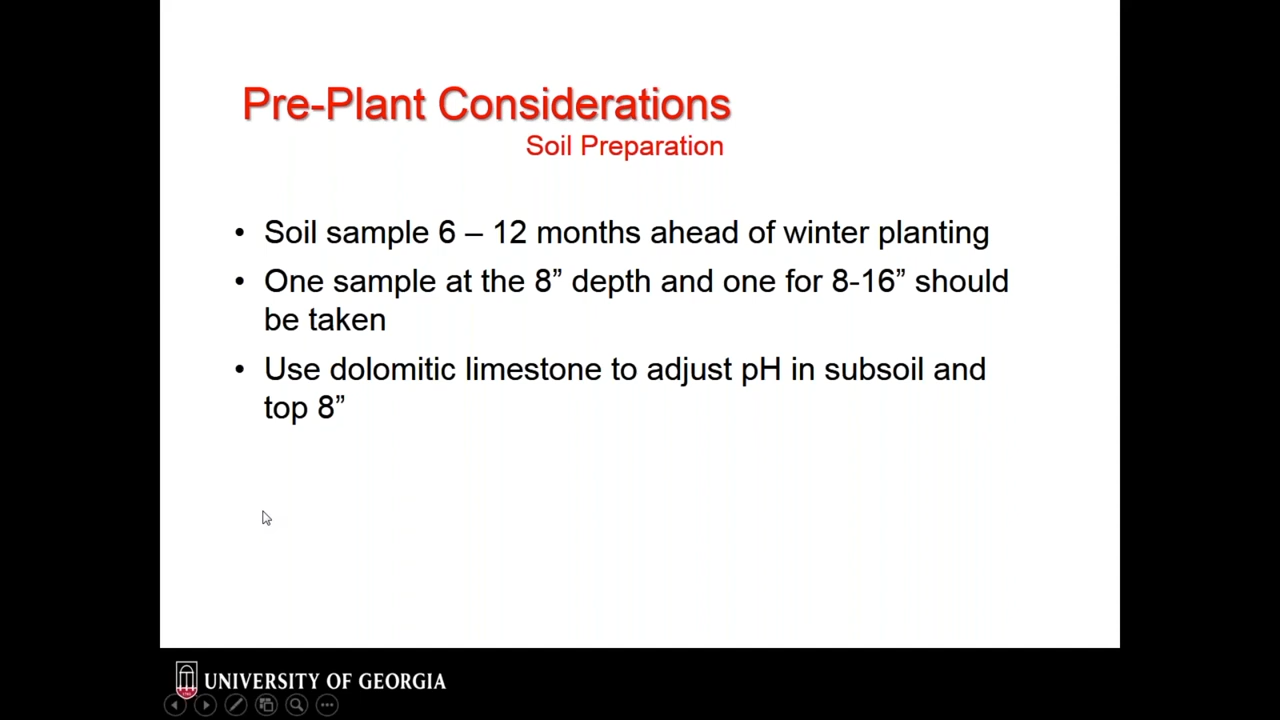 Pre-Plant Considerations
Soil Preparation
• Soil sample 6 – 12 months ahead of winter planting
• One sample at the 8” depth and one for 8-16” should
be taken
• Use dolomitic limestone to adjust pH in subsoil and
top 8”
UNIVERSITY OF GEORGIA